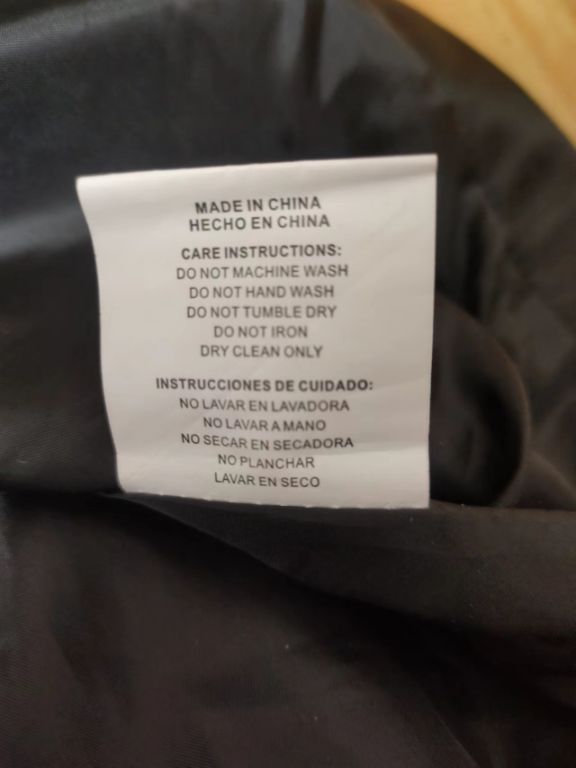 MADE IN CHINA
HECHO EN CHINA
CARE INSTRUCTIONS:
DO NOT MACHINE WASH
DO NOT HAND WASH
DO NOT TUMBLE DRY
DO NOT IRON
DRY CLEAN ONLY
INSTRUCCIONES DE CUIDADO:
NO LAVAR EN LAVADORA
NO LAVAR A MANO
NO SECAR EN SECADORA
NO PLANCHAR
LAVAR EN SECO